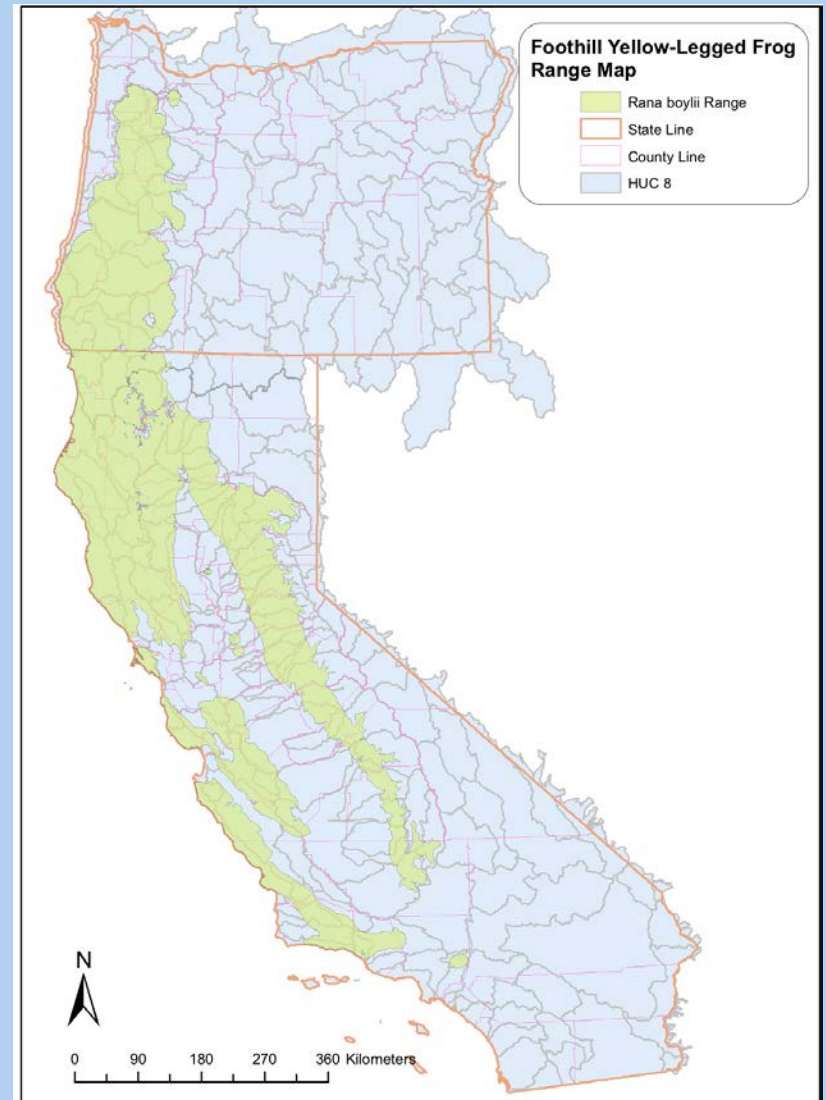 Foothill Yellow-Legged Frog
Range Map
Rana boylii Range
State Line
County Line
HUC 8
N
0 90 180 270 360 Kilometers